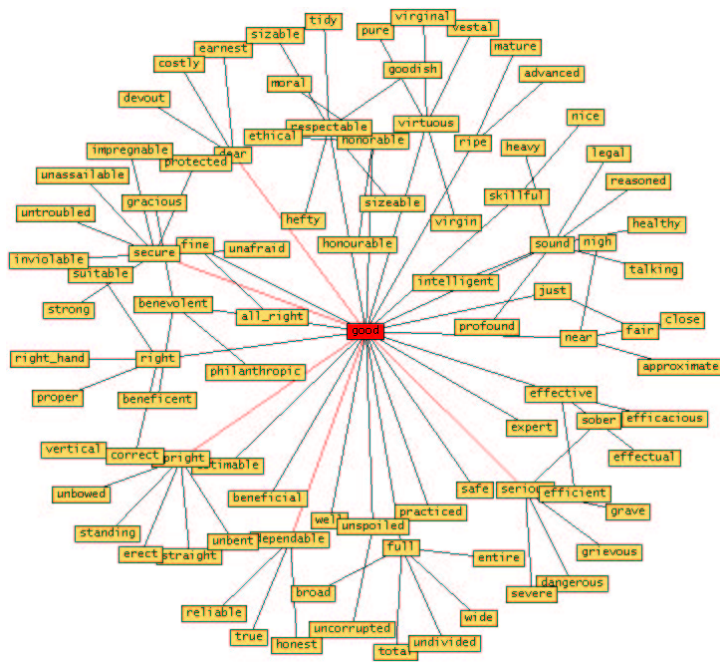 tidy
virginal
pure
vestal
sizable
earnest
mature
costly
goodish
advanced
moral
devout
nice
respectable
virtuous
ethical
honorable
ripe
heavy
impregnable
dear
legal
protected
unassailable
reasoned
gracious
sizeable
skillful
untroubled
hefty
virgin
healthy
fine
honourable
sound
nigh
secure
unafraid
inviolable
talking
suitable
intelligent
benevolent
just
strong
all_right
good
profound
fair
close
near
right_hand
right
approximate
philanthropic
proper
beneficent
effective
efficacious
expert
sober
vertical
correct
effectual
unbowed
beneficial
safe
serious
efficient
practiced
grave
well
unspoiled
standing
unbent
dependable
full
erect
straight
entire
grievous
dangerous
broad
severe
reliable
wide
true
uncorrupted
honest
undivided
total